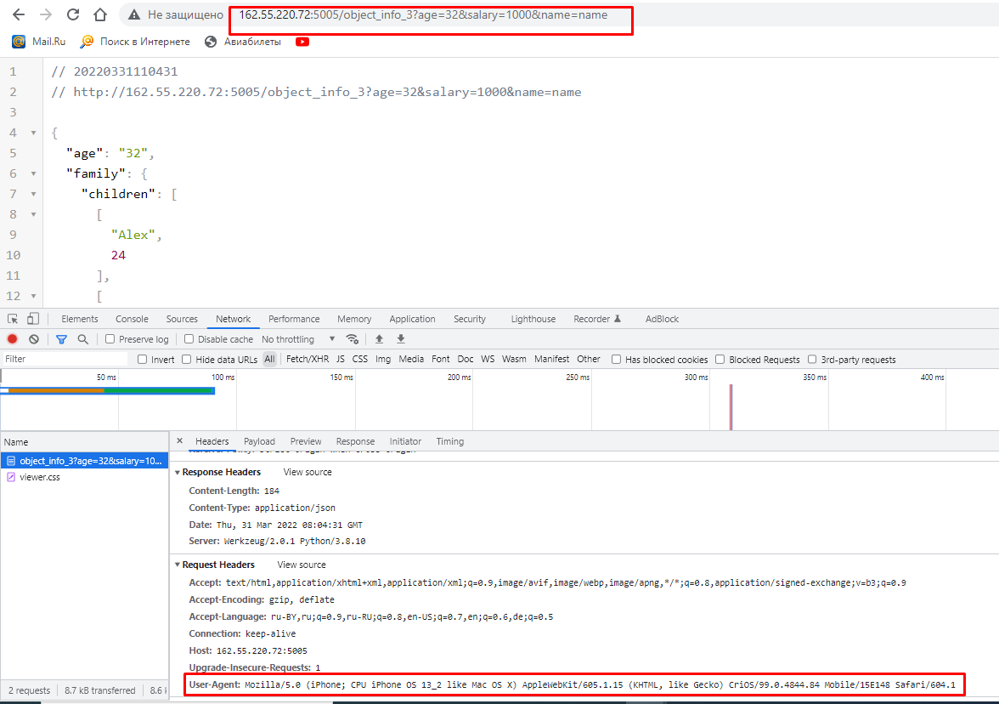 Не защищено 162.55.220.72:5005/object_info_3?age=32&salary=1000&name=name
Mail.Ru Поиск в Интернете Авиабилеты
1 // 20220331110431
2 // http://162.55.220.72:5005/object_info_3?age=32&salary=1000&name=name
3
4 {
5 "age": "32",
6 "family": {
7 "children": [
8 [
9 "Alex",
10 24
11 ],
12 [
Elements Console Sources Network Performance Memory Application Security Lighthouse Recorder AdBlock
Preserve log Disable cache No throttling
Filter Invert Hide data URLs All Fetch/XHR JS CSS Img Media Font Doc WS Wasm Manifest Other Has blocked cookies Blocked Requests 3rd-party requests
50 ms 100 ms 150 ms 200 ms 250 ms 300 ms 350 ms 400 ms
Name × Headers Payload Preview Response Initiator Timing
object_info_3?age=32&salary=10...
viewer.css
Response Headers View source
Content-Length: 184
Content-Type: application/json
Date: Thu, 31 Mar 2022 08:04:31 GMT
Server: Werkzeug/2.0.1 Python/3.8.10
Request Headers View source
Accept: text/html,application/xhtml+xml,application/xml;q=0.9,image/avif,image/webp,image/apng,*/*;q=0.8,application/signed-exchange;v=b3;q=0.9
Accept-Encoding: gzip, deflate
Accept-Language: ru-BY,ru;q=0.9,ru-RU;q=0.8,en-US;q=0.7,en;q=0.6,de;q=0.5
Connection: keep-alive
Host: 162.55.220.72:5005
Upgrade-Insecure-Requests: 1
User-Agent: Mozilla/5.0 (iPhone; CPU iPhone OS 13_2 like Mac OS X) AppleWebKit/605.1.15 (KHTML, like Gecko) CriOS/99.0.4844.84 Mobile/15E148 Safari/604.1
2 requests 8.7 kB transferred 8.6